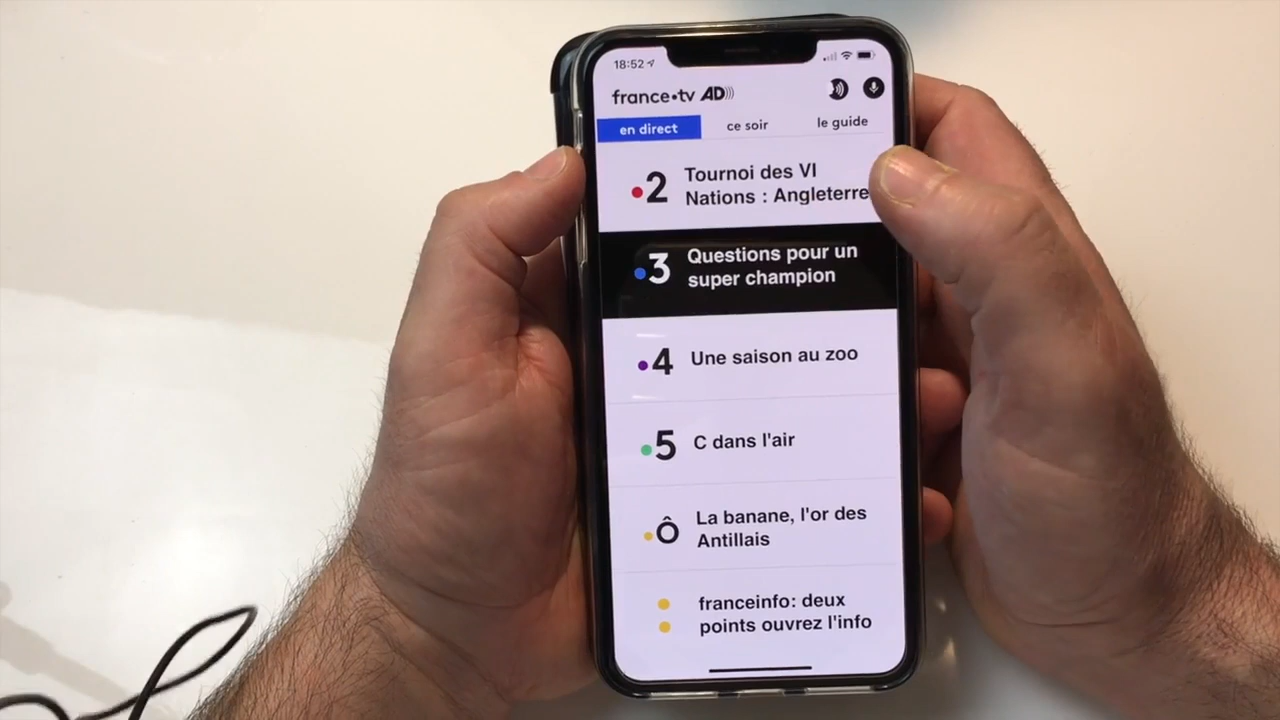 18:52
france•tv AD)))
en direct
ce soir
le guide
2
Tournoi des VI
Nations : Angleterre
3
Questions pour un
super champion
4
Une saison au zoo
5
C dans l'air
Ô
La banane, l'or des
Antillais
franceinfo: deux
points ouvrez l'info